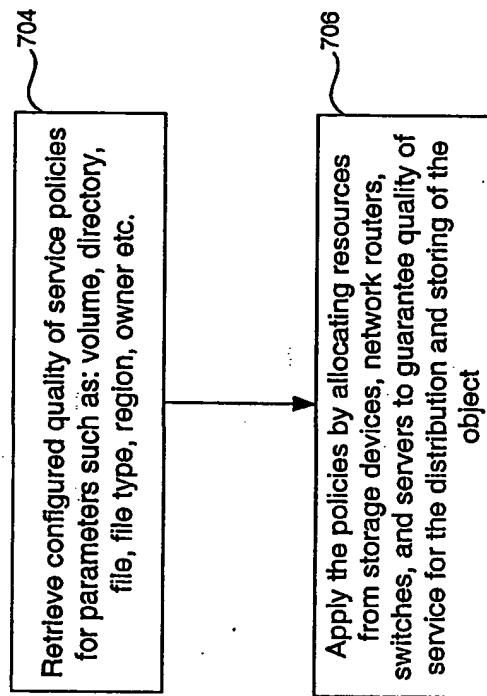 704
Retrieve configured quality of service policies
for parameters such as: volume, directory,
file, file type, region, owner etc.
706
Apply the policies by allocating resources
from storage devices, network routers,
switches, and servers to guarantee quality of
service for the distribution and storing of the
object